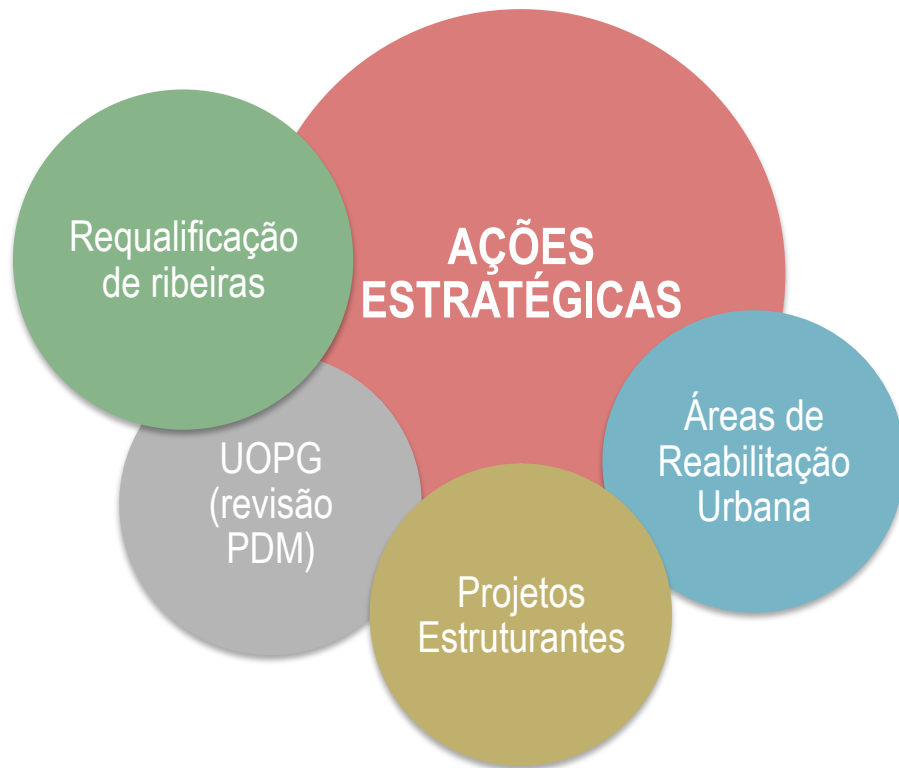 Requalificação
de ribeiras
AÇÕES
ESTRATÉGICAS
UOPG
(revisão
PDM)
Projetos
Estruturantes
Áreas de
Reabilitação
Urbana